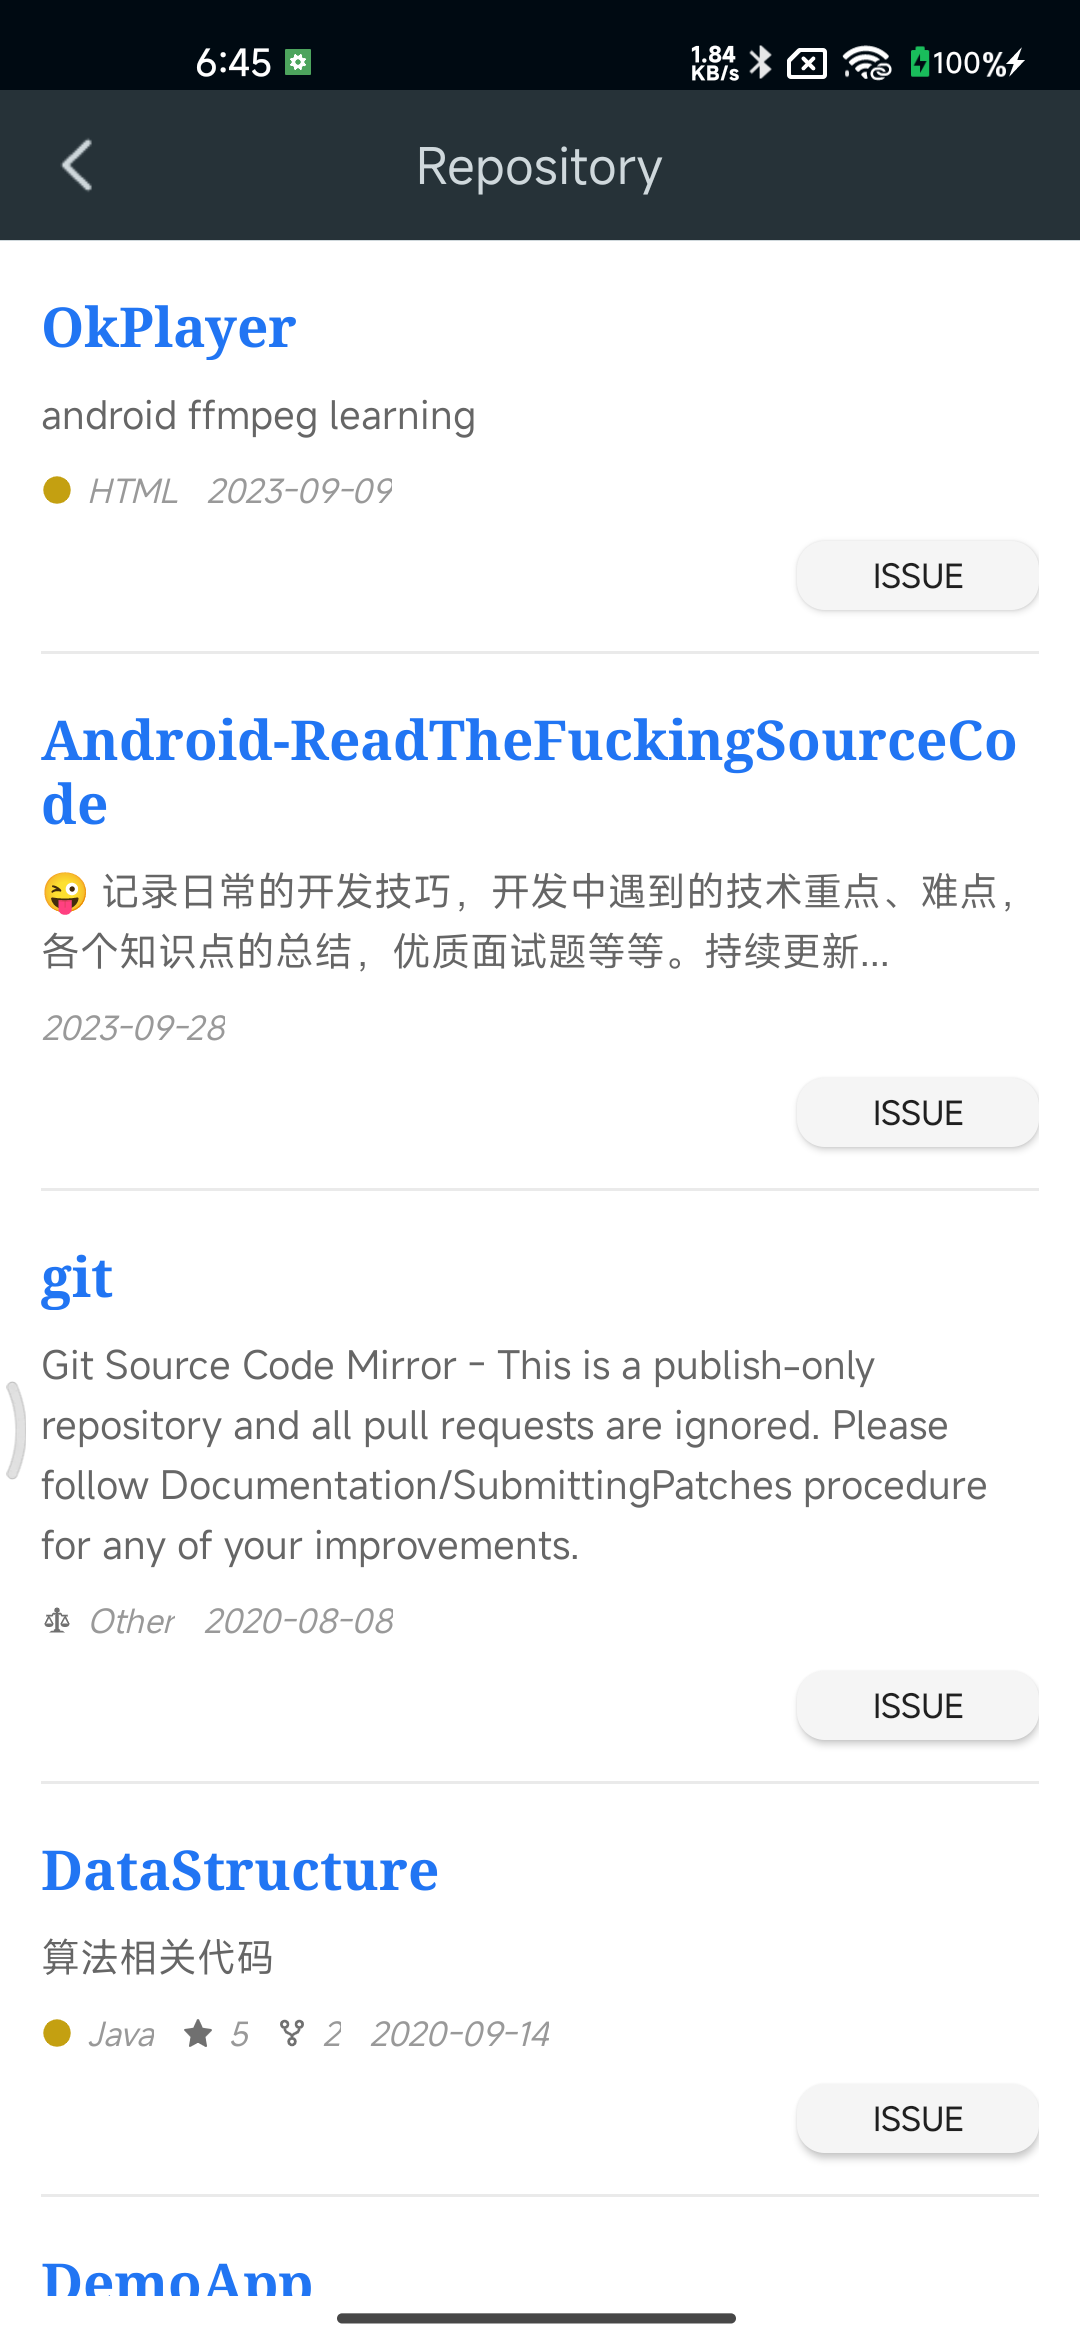 6:45
1.84
KB/s
100%
Repository
OkPlayer
android ffmpeg learning
HTML 2023-09-09
ISSUE
Android-ReadTheFuckingSourceCo
de
😜 记录日常的开发技巧，开发中遇到的技术重点、难点，
各个知识点的总结，优质面试题等等。持续更新...
2023-09-28
ISSUE
git
Git Source Code Mirror - This is a publish-only
repository and all pull requests are ignored. Please
follow Documentation/SubmittingPatches procedure
for any of your improvements.
Other 2020-08-08
ISSUE
DataStructure
算法相关代码
Java 5 2 2020-09-14
ISSUE
DemoApp